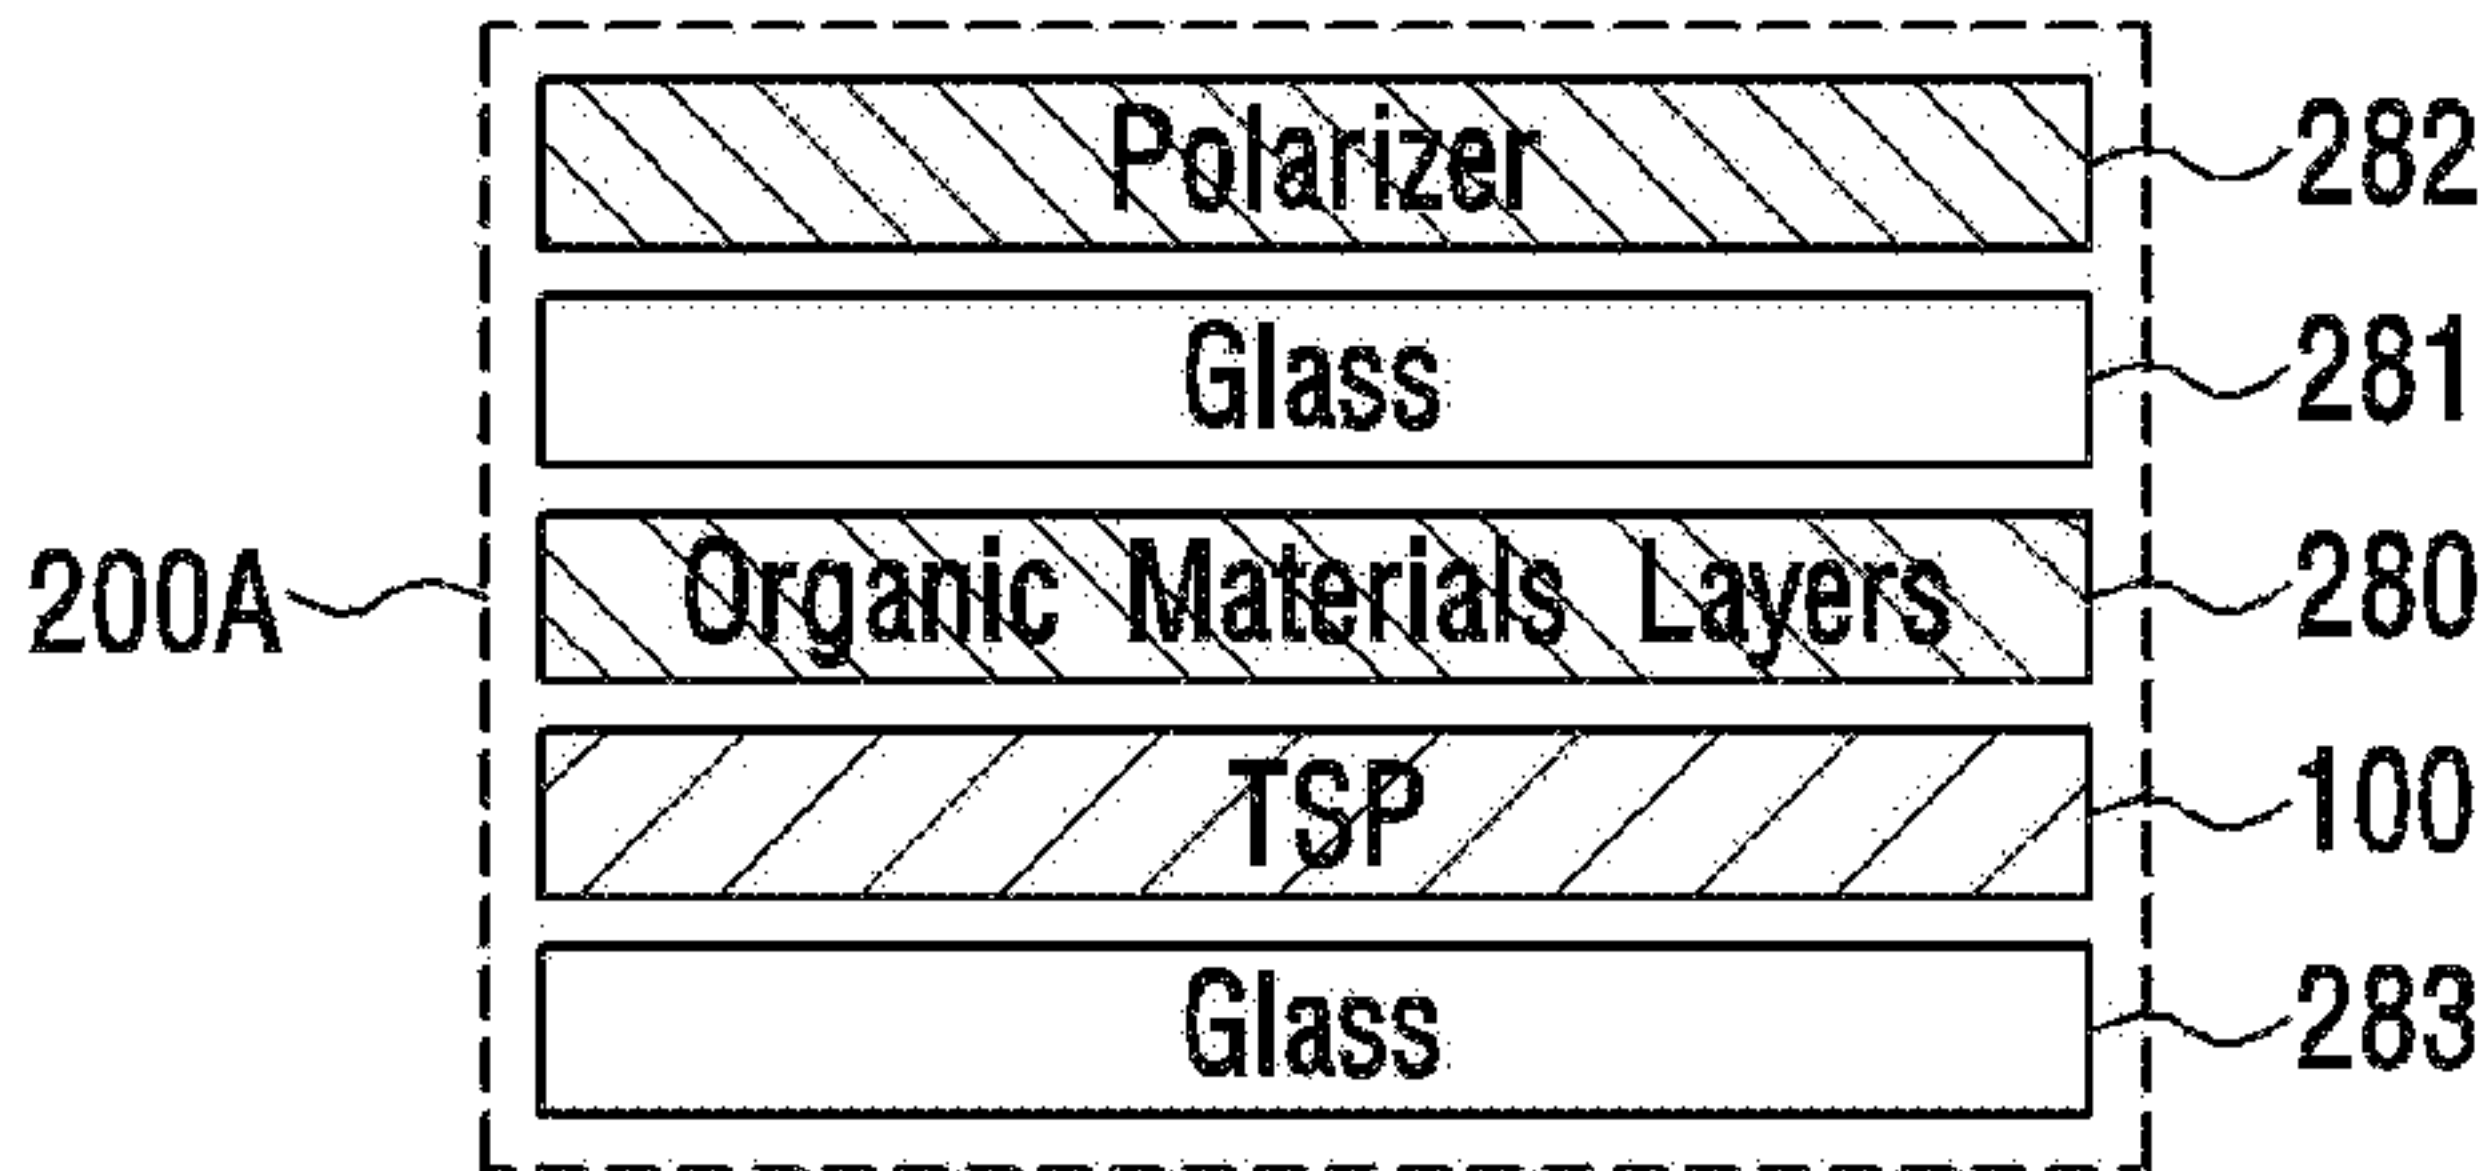 Polarizer 282
Glass 281
200A Organic Materials Layers 280
TSP 100
Glass 283